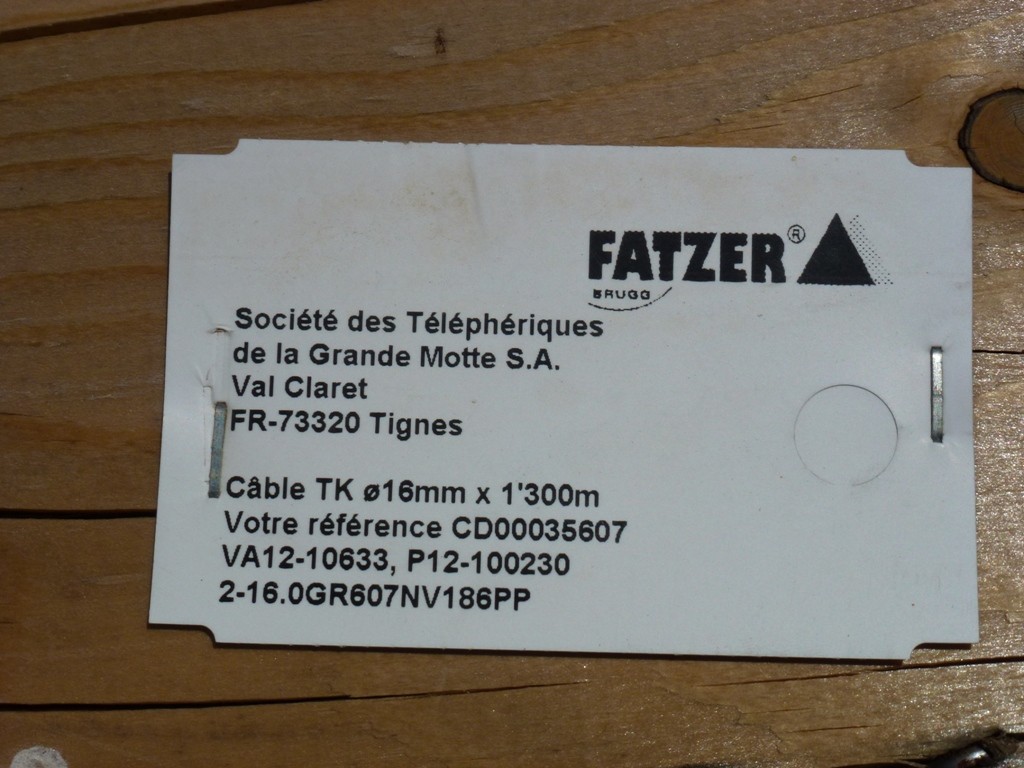 FATZER®
BRUGG
Société des Téléphériques
de la Grande Motte S.A.
Val Claret
FR-73320 Tignes
Câble TK ø16mm x 1'300m
Votre référence CD00035607
VA12-10633, P12-100230
2-16.0GR607NV186PP